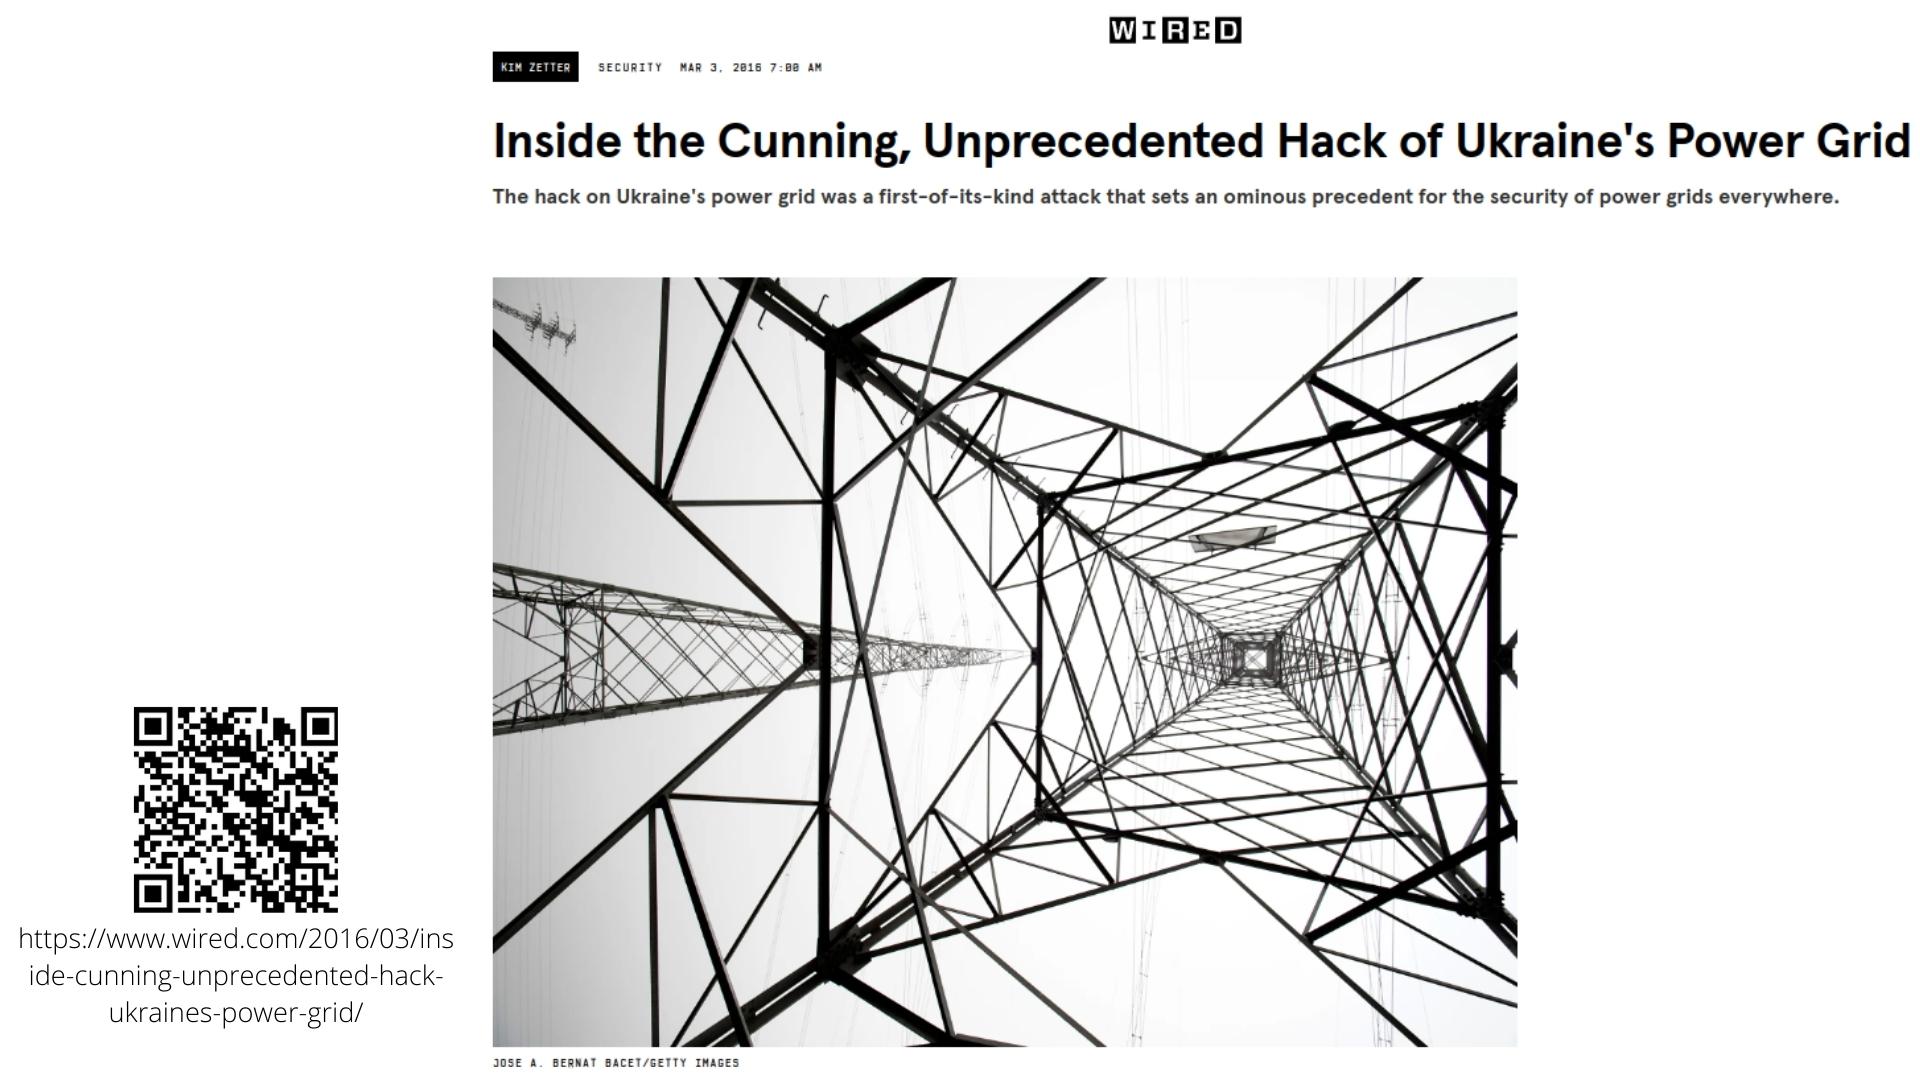 WIRED
KIM ZETTER SECURITY MAR 3, 2016 7:00 AM
Inside the Cunning, Unprecedented Hack of Ukraine's Power Grid
The hack on Ukraine's power grid was a first-of-its-kind attack that sets an ominous precedent for the security of power grids everywhere.
https://www.wired.com/2016/03/ins
ide-cunning-unprecedented-hack-
ukraines-power-grid/
JOSE A. BERNAT BACET/GETTY IMAGES